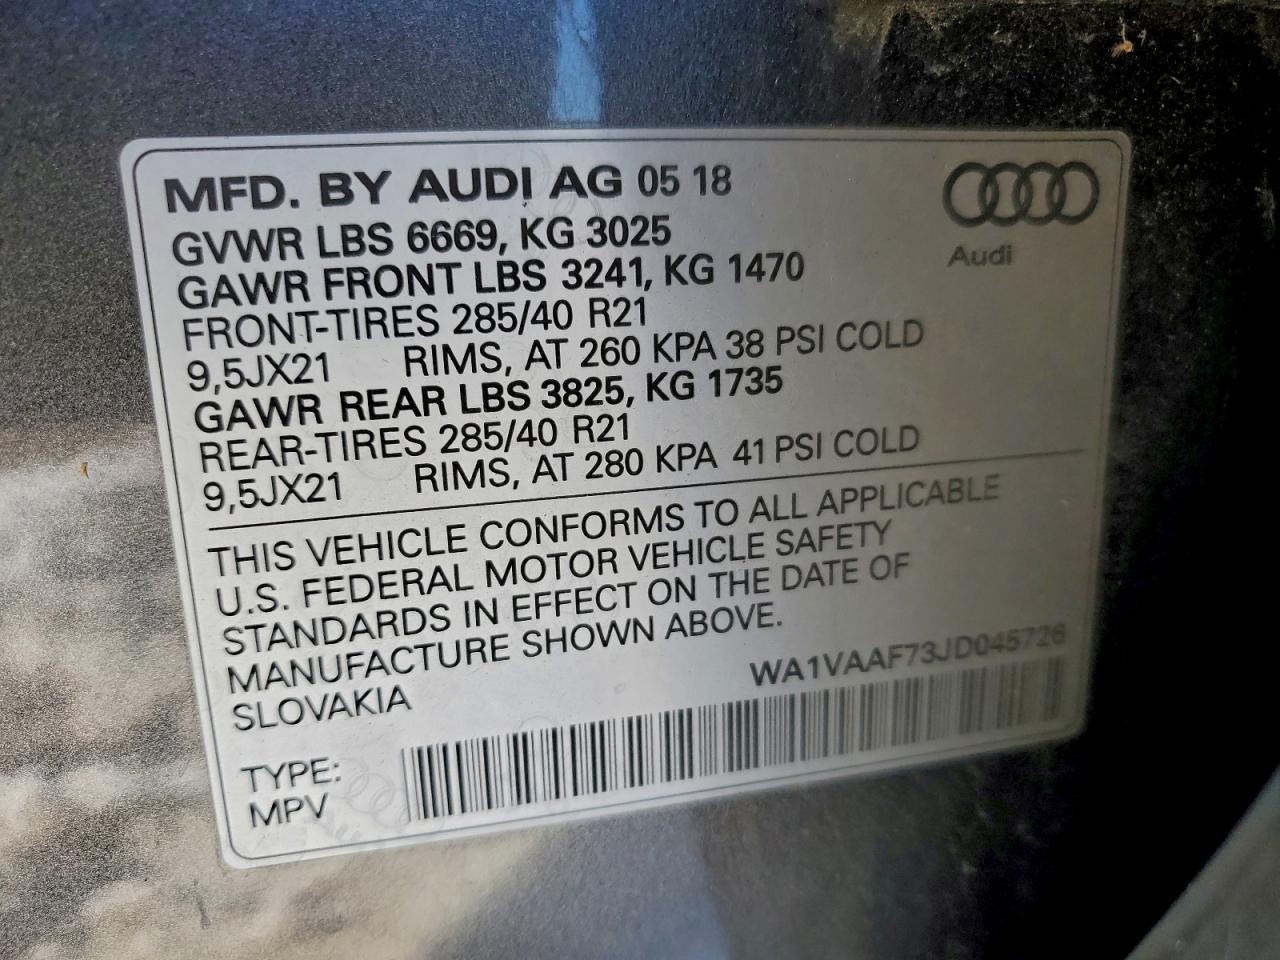 MFD. BY AUDI AG 05 18
GVWR LBS 6669, KG 3025
GAWR FRONT LBS 3241, KG 1470
FRONT-TIRES 285/40 R21
9,5JX21 RIMS, AT 260 KPA 38 PSI COLD
GAWR REAR LBS 3825, KG 1735
REAR-TIRES 285/40 R21
9,5JX21 RIMS, AT 280 KPA 41 PSI COLD
Audi
THIS VEHICLE CONFORMS TO ALL APPLICABLE
U.S. FEDERAL MOTOR VEHICLE SAFETY
STANDARDS IN EFFECT ON THE DATE OF
MANUFACTURE SHOWN ABOVE.
SLOVAKIA
WA1VAAF73JD045726
TYPE:
MPV